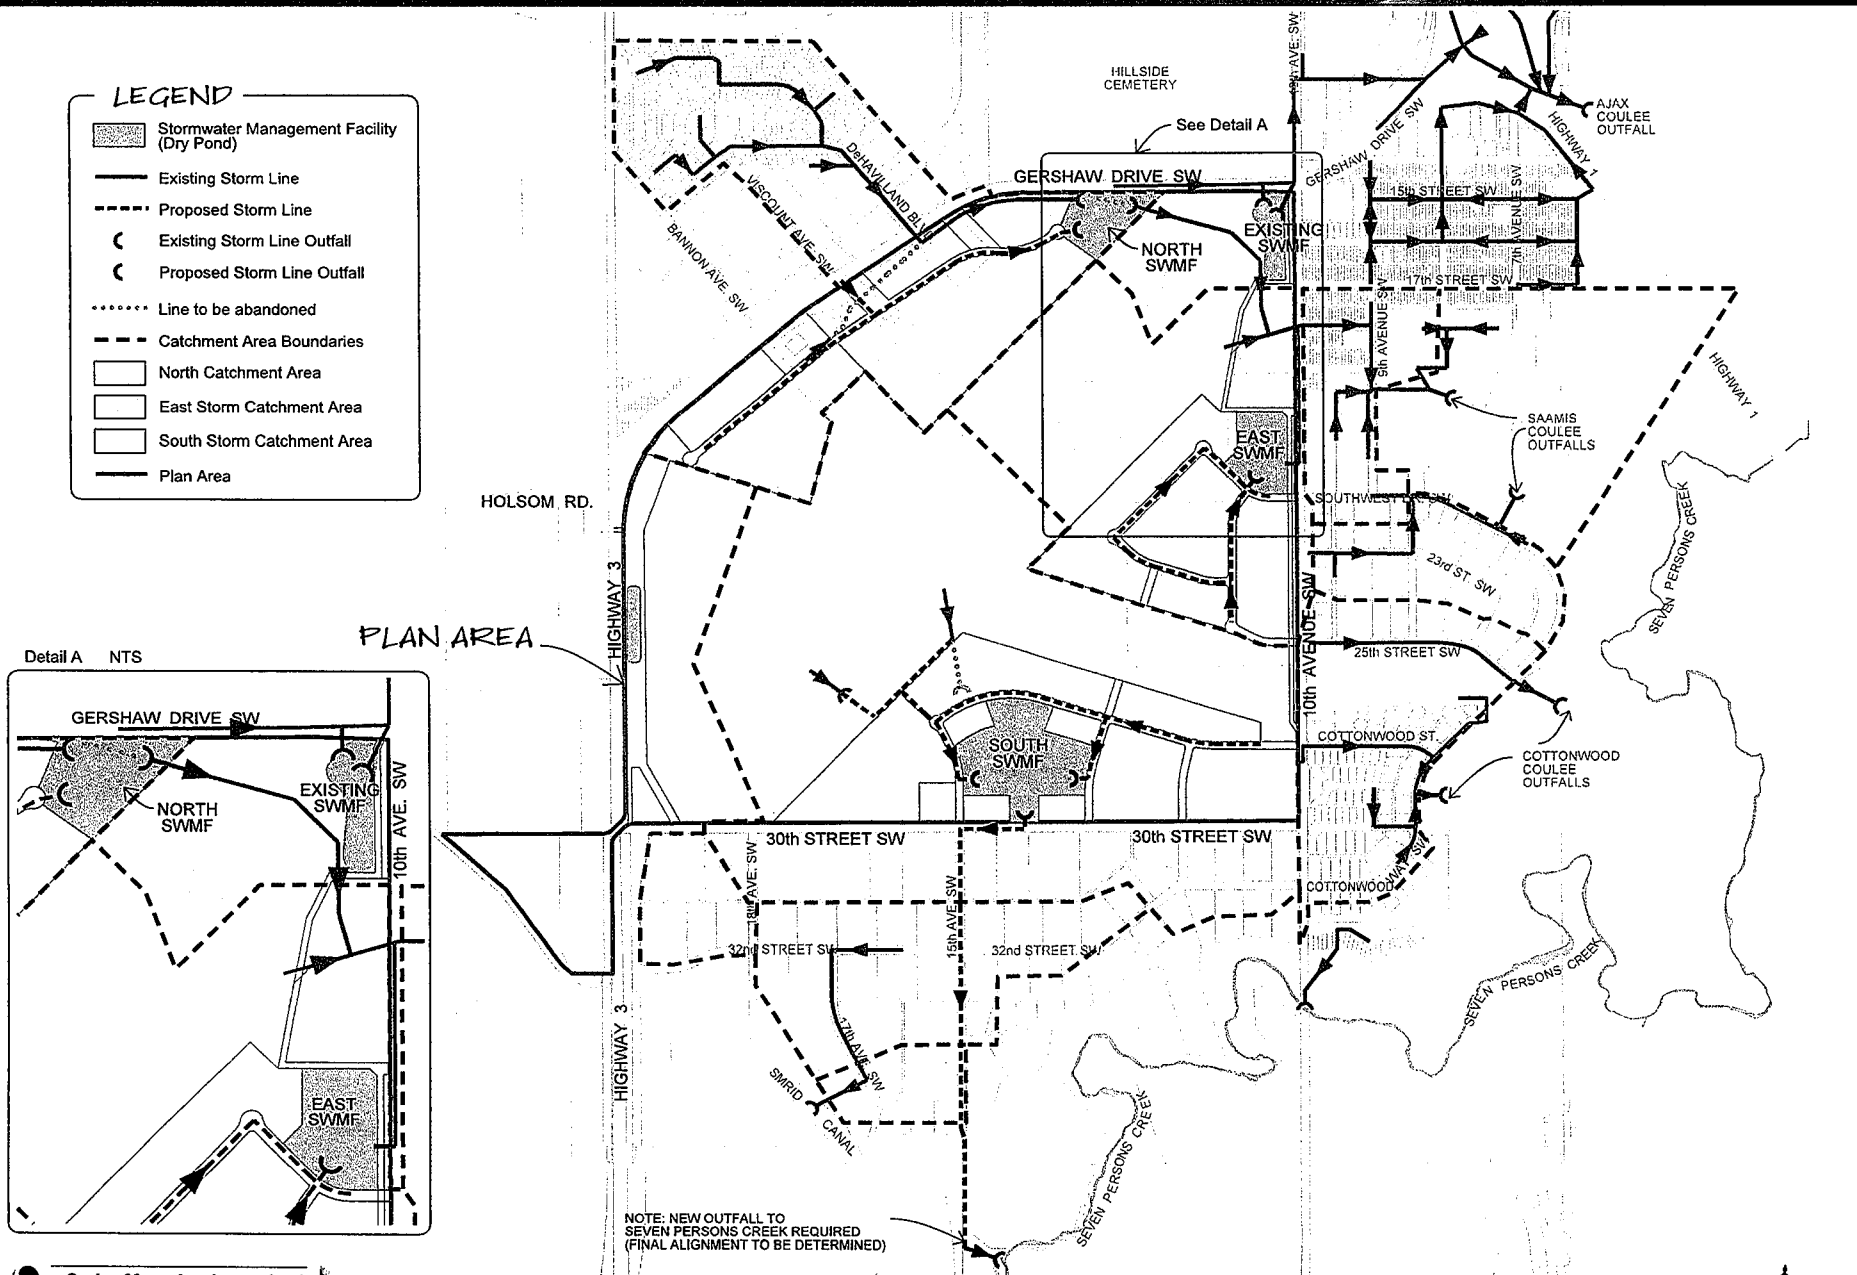 LEGEND
Stormwater Management Facility
(Dry Pond)
Existing Storm Line
Proposed Storm Line
Existing Storm Line Outfall
Proposed Storm Line Outfall
Line to be abandoned
Catchment Area Boundaries
North Catchment Area
East Storm Catchment Area
South Storm Catchment Area
Plan Area
HILLSIDE
CEMETERY
See Detail A
AJAX
COULEE
OUTFALL
HIGHWAY 1
GERSHAW DRIVE SW
GERSHAW DRIVE SW
DeHAVILLAND BL
VISCOUNT AVE. SW
BANNON AVE. SW
NORTH
SWMF
EXISTING
SWMF
15th STREET SW
7th AVENUE SW
17th STREET SW
9th AVENUE SW
HIGHWAY 1
EAST
SWMF
SAAMIS
COULEE
OUTFALLS
HOLSOM RD.
HIGHWAY 3
PLAN AREA
23rd ST. SW
SEVEN PERSONS CREEK
10th AVENUE SW
25th STREET SW
COTTONWOOD ST.
COTTONWOOD
COULEE
OUTFALLS
SOUTH
SWMF
30th STREET SW
30th STREET SW
COTTONWOOD WAY SW
18th AVE. SW
15th AVE. SW
32nd STREET SW
32nd STREET SW
17th AVE. SW
SMRID
CANAL
HIGHWAY 3
SEVEN PERSONS CREEK
SEVEN PERSONS CREEK
NOTE: NEW OUTFALL TO
SEVEN PERSONS CREEK REQUIRED
(FINAL ALIGNMENT TO BE DETERMINED)
Detail A NTS
GERSHAW DRIVE SW
NORTH
SWMF
EXISTING
SWMF
10th AVE. SW
EAST
SWMF